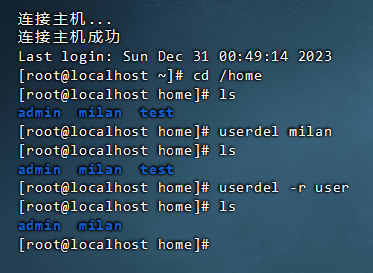 连接主机...
连接主机成功
Last login: Sun Dec 31 00:49:14 2023
[root@localhost ~]# cd /home
[root@localhost home]# ls
admin  milan  test
[root@localhost home]# userdel milan
[root@localhost home]# ls
admin  milan  test
[root@localhost home]# userdel -r user
[root@localhost home]# ls
admin  milan
[root@localhost home]#